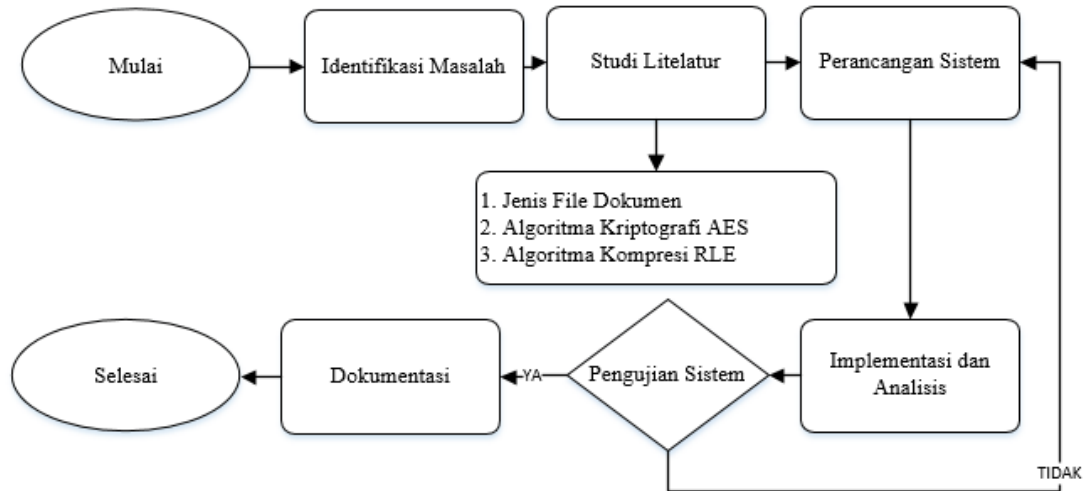 Mulai
Identifikasi Masalah
Studi Litelatur
Perancangan Sistem
1. Jenis File Dokumen
2. Algoritma Kriptografi AES
3. Algoritma Kompresi RLE
Implementasi dan
Analisis
Pengujian Sistem
YA
Dokumentasi
Selesai
TIDAK